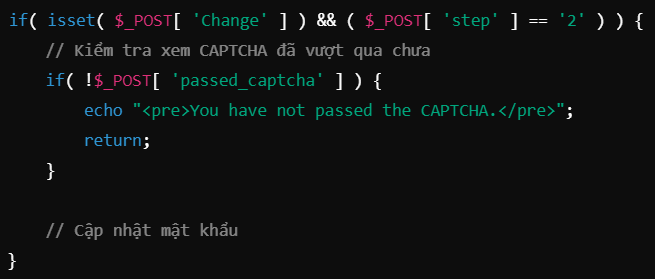 if( isset( $_POST[ 'Change' ] ) && ( $_POST[ 'step' ] == '2' ) ) {
    // Kiểm tra xem CAPTCHA đã vượt qua chưa
    if( !$_POST[ 'passed_captcha' ] ) {
        echo "<pre>You have not passed the CAPTCHA.</pre>";
        return;
    }

    // Cập nhật mật khẩu
}